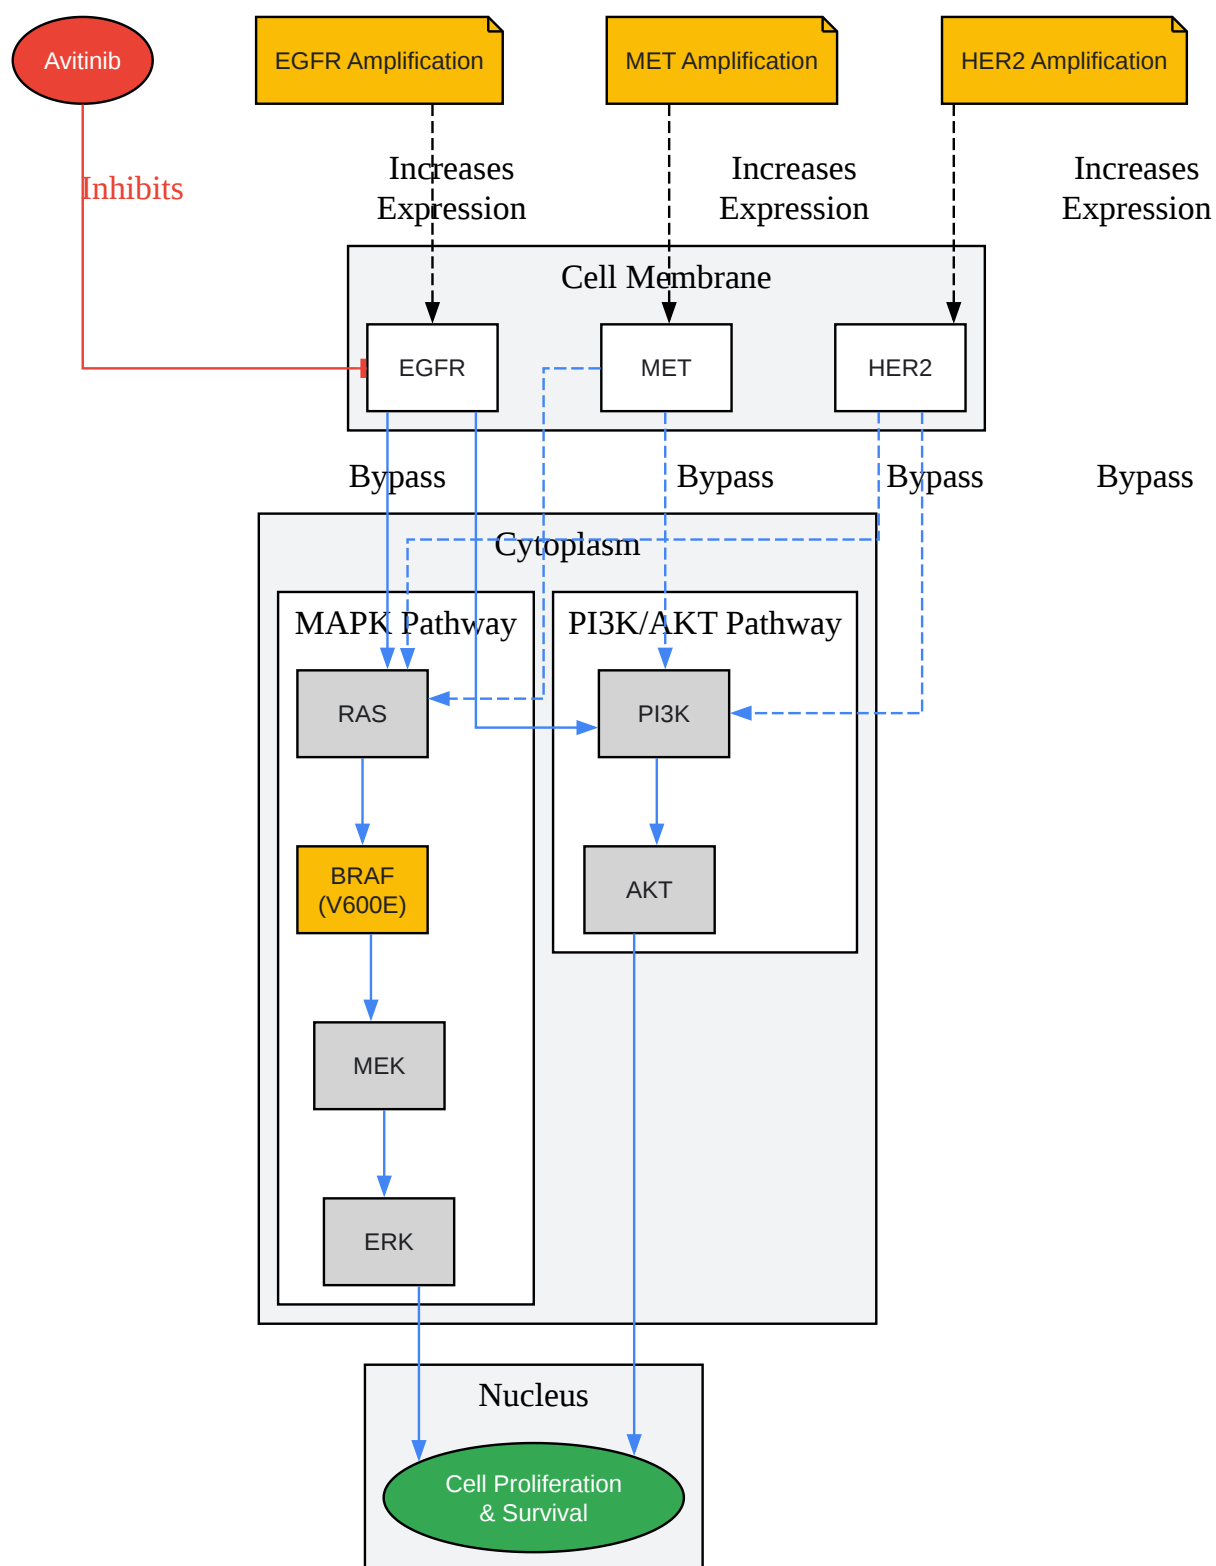 Avitinib
EGFR Amplification
MET Amplification
HER2 Amplification
Inhibits
Increases
Expression
Increases
Expression
Increases
Expression
Cell Membrane
EGFR
MET
HER2
Bypass
Bypass
Bypass
Bypass
Cytoplasm
MAPK Pathway
PI3K/AKT Pathway
RAS
PI3K
BRAF
(V600E)
AKT
MEK
ERK
Nucleus
Cell Proliferation
& Survival